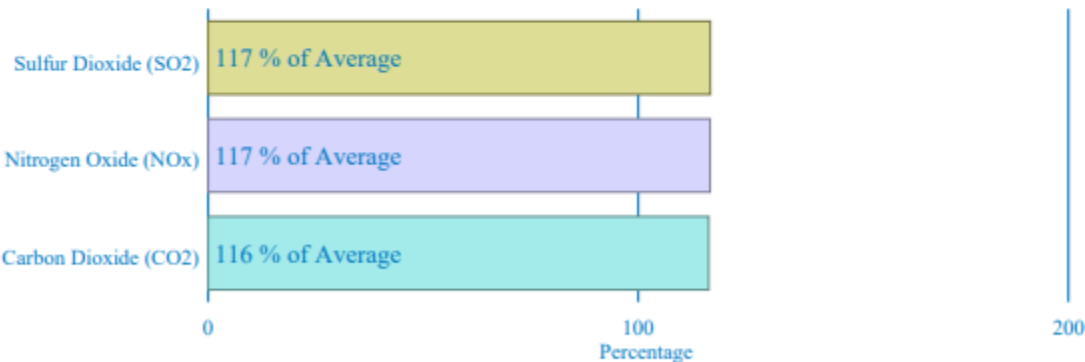 Sulfur Dioxide (SO2) 117 % of Average
Nitrogen Oxide (NOx) 117 % of Average
Carbon Dioxide (CO2) 116 % of Average
0 100 200
Percentage